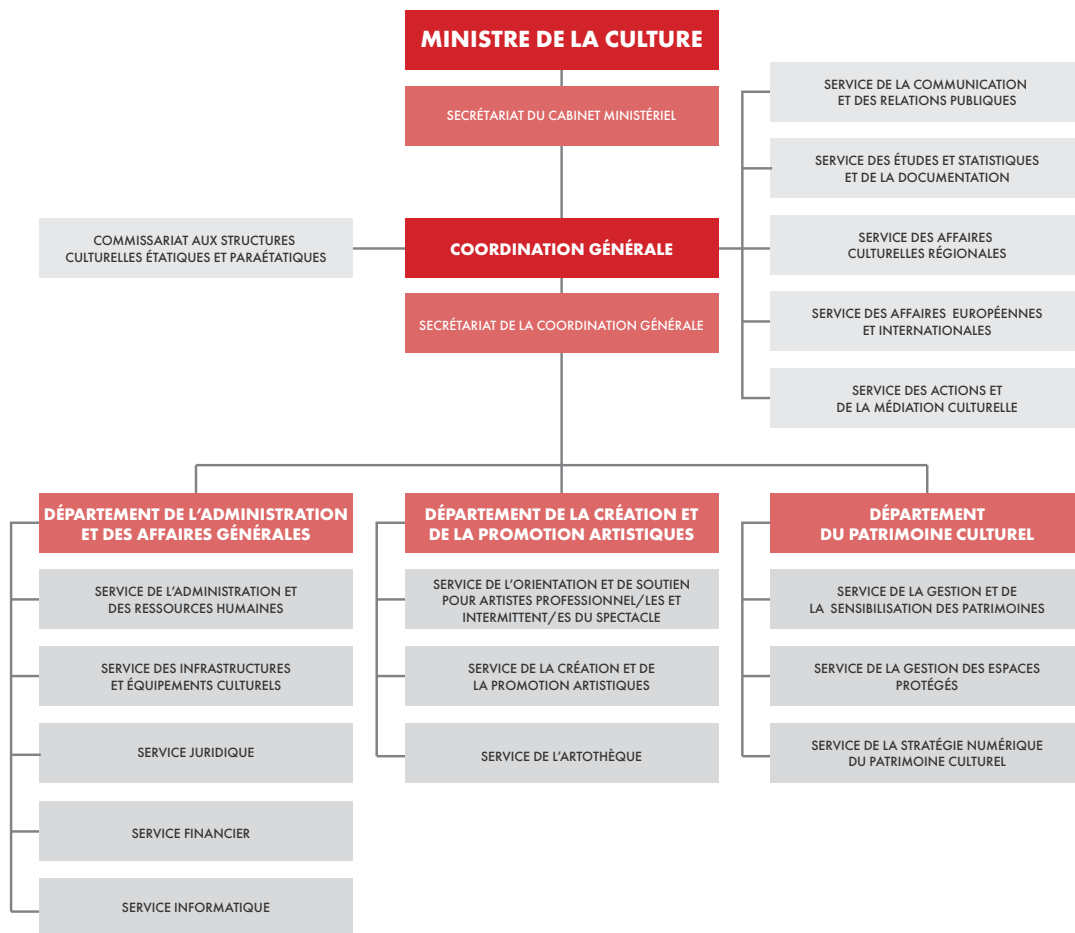 MINISTRE DE LA CULTURE
SECRÉTARIAT DU CABINET MINISTÉRIEL
SERVICE DE LA COMMUNICATION
ET DES RELATIONS PUBLIQUES
SERVICE DES ÉTUDES ET STATISTIQUES
ET DE LA DOCUMENTATION
COMMISSARIAT AUX STRUCTURES
CULTURELLES ÉTATIQUES ET PARAÉTATIQUES
COORDINATION GÉNÉRALE
SERVICE DES AFFAIRES
CULTURELLES RÉGIONALES
SECRÉTARIAT DE LA COORDINATION GÉNÉRALE
SERVICE DES AFFAIRES EUROPÉENNES
ET INTERNATIONALES
SERVICE DES ACTIONS ET
DE LA MÉDIATION CULTURELLE
DÉPARTEMENT DE L'ADMINISTRATION
ET DES AFFAIRES GÉNÉRALES
SERVICE DE L'ADMINISTRATION ET
DES RESSOURCES HUMAINES
SERVICE DES INFRASTRUCTURES
ET ÉQUIPEMENTS CULTURELS
SERVICE JURIDIQUE
SERVICE FINANCIER
SERVICE INFORMATIQUE
DÉPARTEMENT DE LA CRÉATION ET
DE LA PROMOTION ARTISTIQUES
SERVICE DE L'ORIENTATION ET DE SOUTIEN
POUR ARTISTES PROFESSIONNEL/LES ET
INTERMITTENT/ES DU SPECTACLE
SERVICE DE LA CRÉATION ET DE
LA PROMOTION ARTISTIQUES
SERVICE DE L'ARTOTHÈQUE
DÉPARTEMENT
DU PATRIMOINE CULTUREL
SERVICE DE LA GESTION ET DE
LA SENSIBILISATION DES PATRIMOINES
SERVICE DE LA GESTION DES ESPACES
PROTÉGÉS
SERVICE DE LA STRATÉGIE NUMÉRIQUE
DU PATRIMOINE CULTUREL